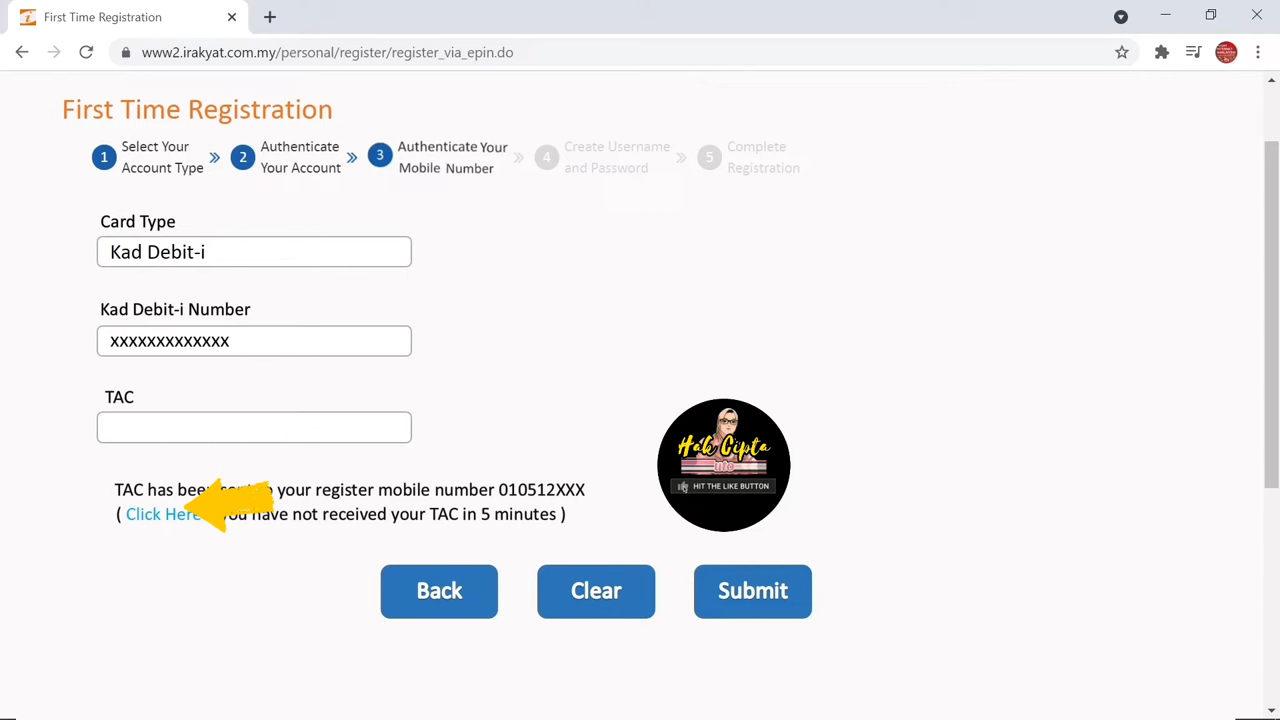 First Time Registration
www2.irakyat.com.my/personal/register/register_via_epin.do
First Time Registration
1 Select Your Account Type » 2 Authenticate Your Account » 3 Authenticate Your Mobile Number » 4 Create Username and Password » 5 Complete Registration
Card Type
Kad Debit-i
Kad Debit-i Number
xxxxxxxxxxxxx
TAC
TAC has been to your register mobile number 010512XXX
( Click Here you have not received your TAC in 5 minutes )
Hak Cipta
uto
HIT THE LIKE BUTTON
Back
Clear
Submit